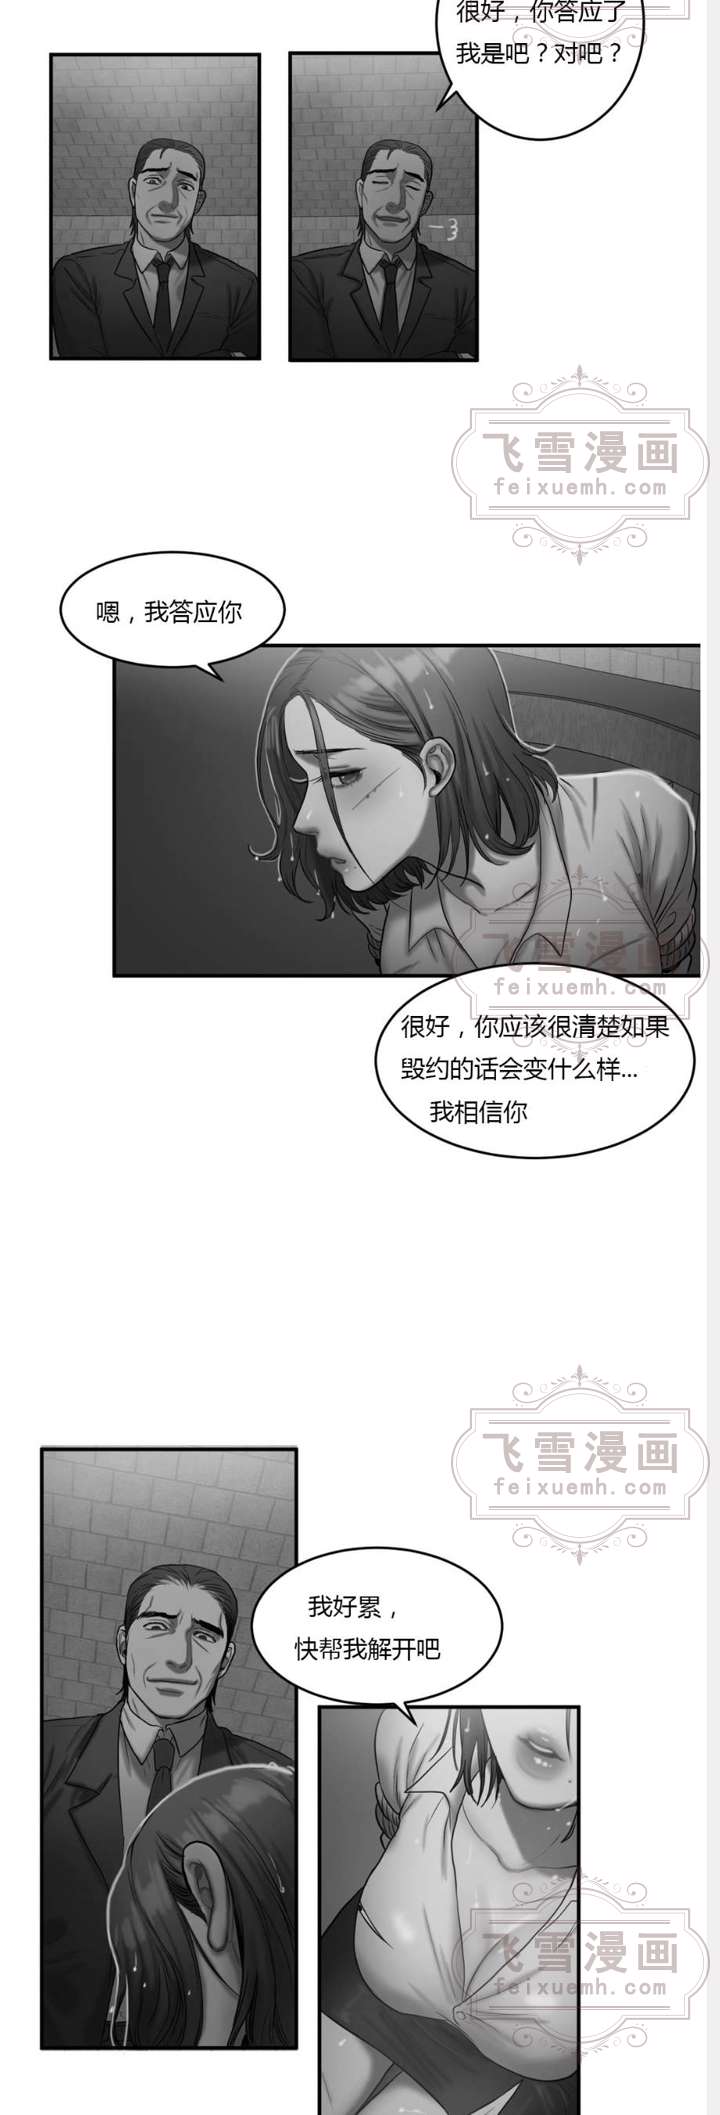 很好，你答应了
我是吧？对吧？
飞雪漫画
feixuemh.com
嗯，我答应你
飞雪漫画
feixuemh.com
很好，你应该很清楚如果
毁约的话会变什么样...
我相信你
飞雪漫画
feixuemh.com
我好累，
快帮我解开吧
飞雪漫画
feixuemh.com